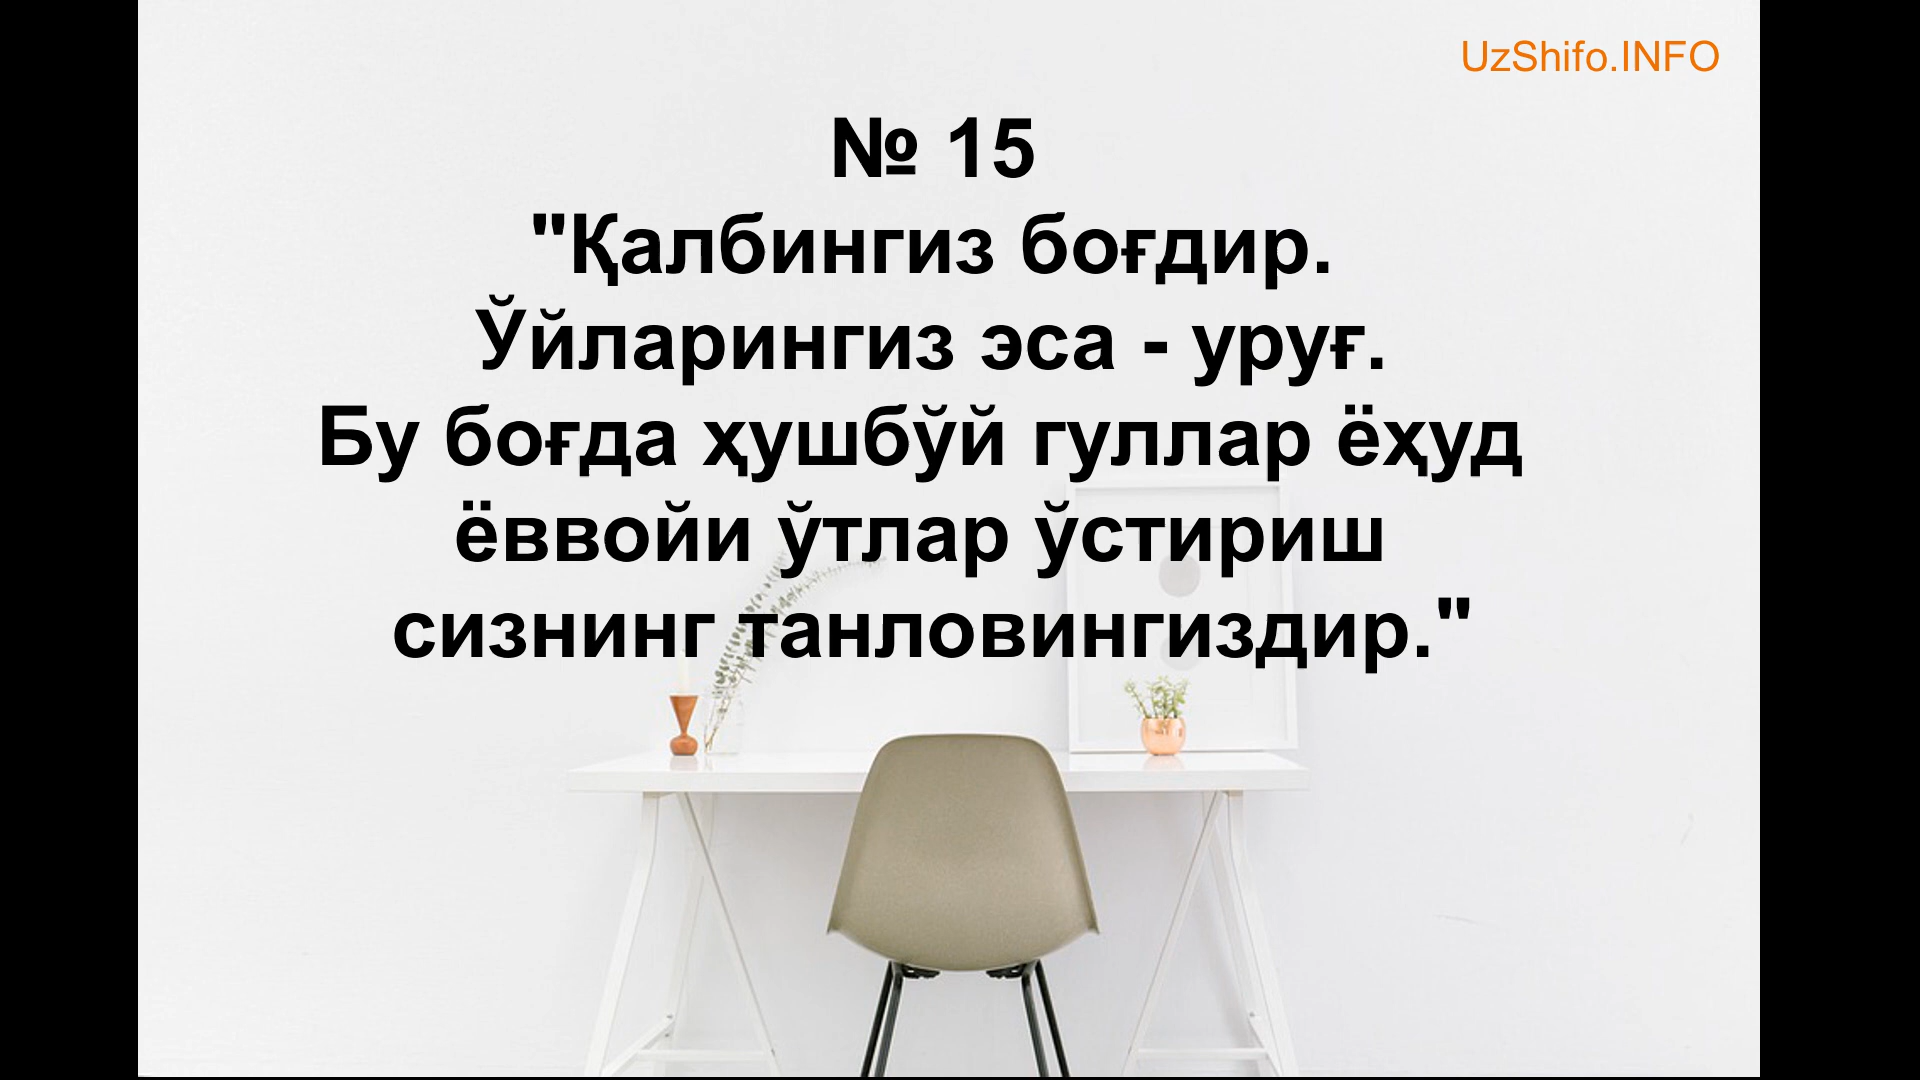 UzShifo.INFO
№ 15
"Қалбингиз боғдир.
Ўйларингиз эса - уруғ.
Бу боғда ҳушбўй гуллар ёҳуд
ёввойи ўтлар ўстириш
сизнинг танловингиздир."